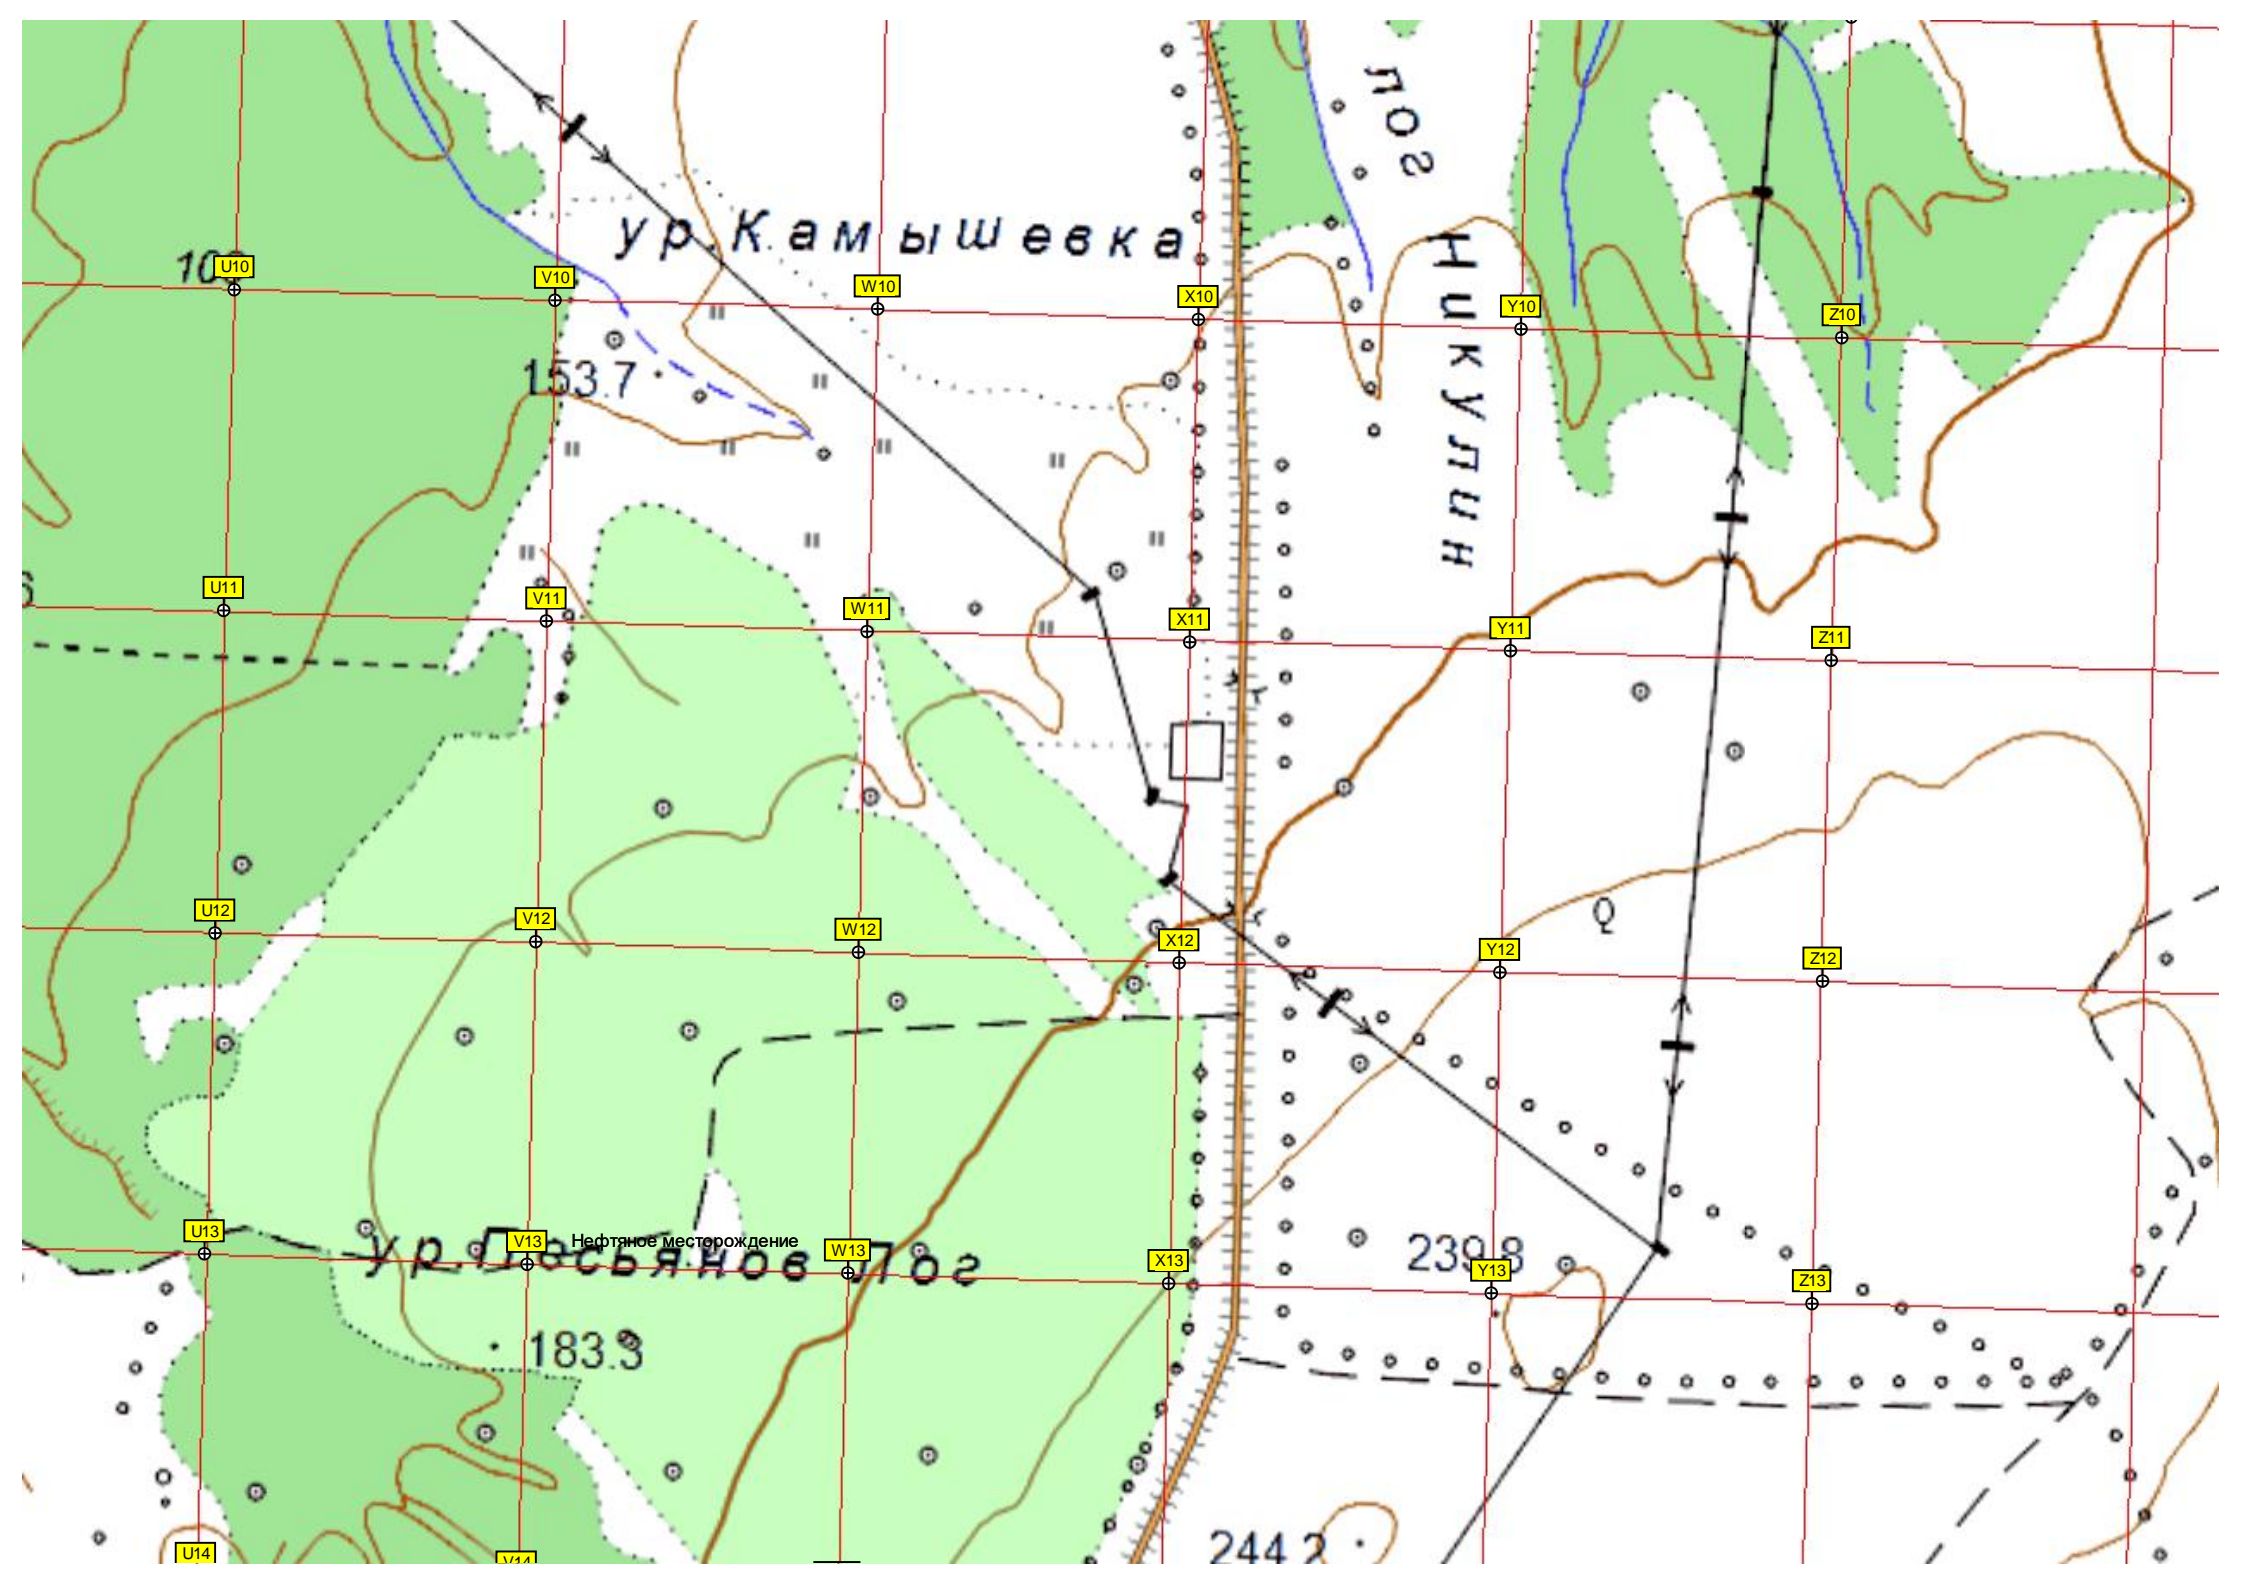 лог
ур. Камышевка
Никулин
U10
V10
W10
X10
Y10
Z10
153.7
U11
V11
W11
X11
Y11
Z11
Q
U12
V12
W12
X12
Y12
Z12
U13
V13
W13
X13
Y13
Z13
Нефтяное месторождение
ур. Песьянов Лог
239.8
183.3
244.2
U14
V14